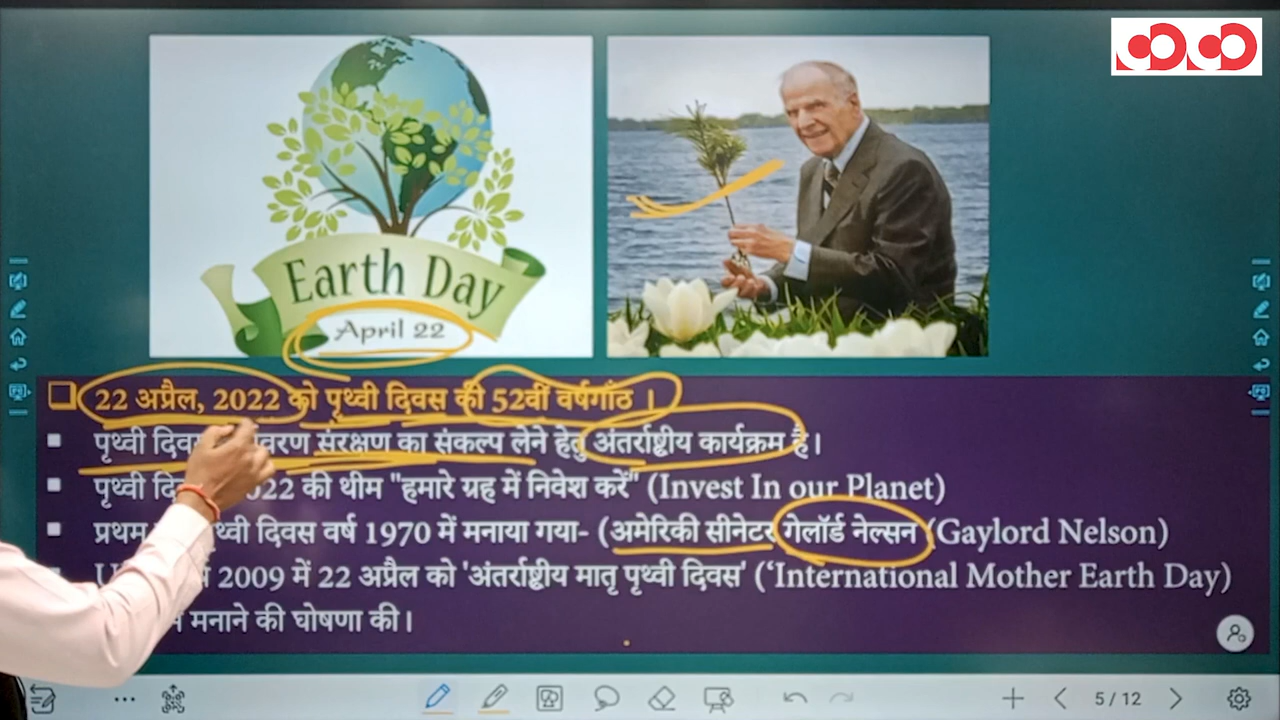 Earth Day
April 22
22 अप्रैल, 2022 को पृथ्वी दिवस की 52वीं वर्षगाँठ ।
पृथ्वी संरक्षण का संकल्प लेने हेतु अंतर्राष्ट्रीय कार्यक्रम है।
पृथ्वी की थीम "हमारे ग्रह में निवेश करें" (Invest In our Planet)
प्रथम दिवस वर्ष 1970 में मनाया गया- (अमेरिकी सीनेटर गेलॉर्ड नेल्सन (Gaylord Nelson)
2009 में 22 अप्रैल को 'अंतर्राष्ट्रीय मातृ पृथ्वी दिवस' (‘International Mother Earth Day)
मनाने की घोषणा की।
5/12